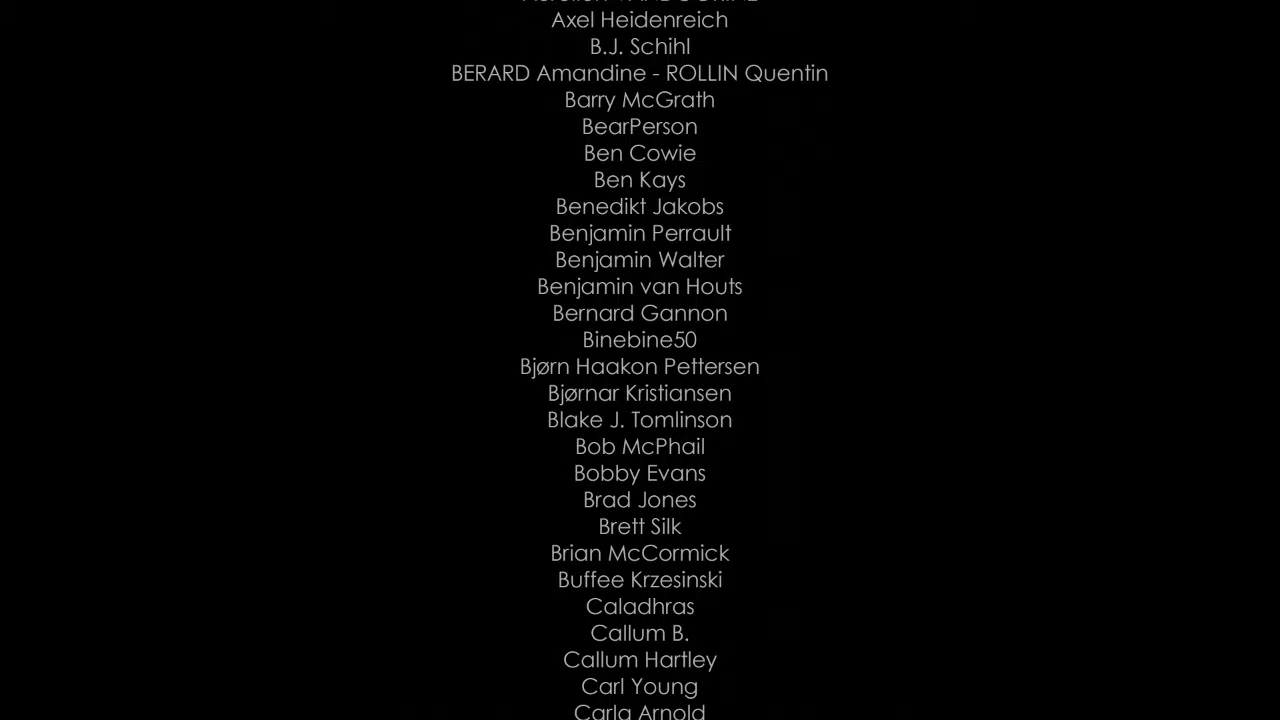 Axel Heidenreich
B.J. Schihl
BERARD Amandine - ROLLIN Quentin
Barry McGrath
BearPerson
Ben Cowie
Ben Kays
Benedikt Jakobs
Benjamin Perrault
Benjamin Walter
Benjamin van Houts
Bernard Gannon
Binebine50
Bjørn Haakon Pettersen
Bjørnar Kristiansen
Blake J. Tomlinson
Bob McPhail
Bobby Evans
Brad Jones
Brett Silk
Brian McCormick
Buffee Krzesinski
Caladhras
Callum B.
Callum Hartley
Carl Young
Carla Arnold